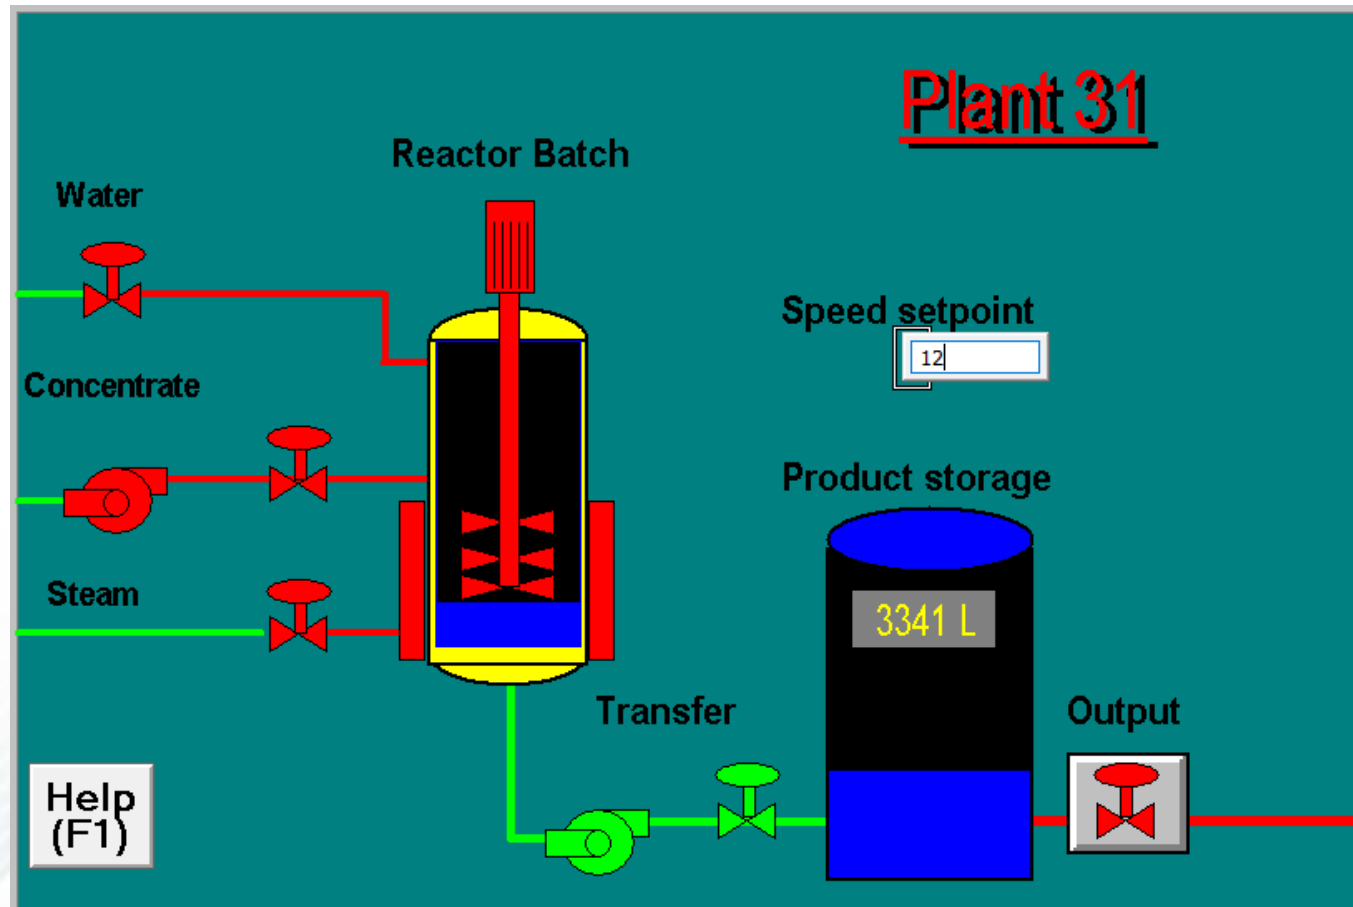 Plant 31
Reactor Batch
Water
Speed setpoint
12
Concentrate
Product storage
Steam
3341 L
Transfer
Output
Help
(F1)